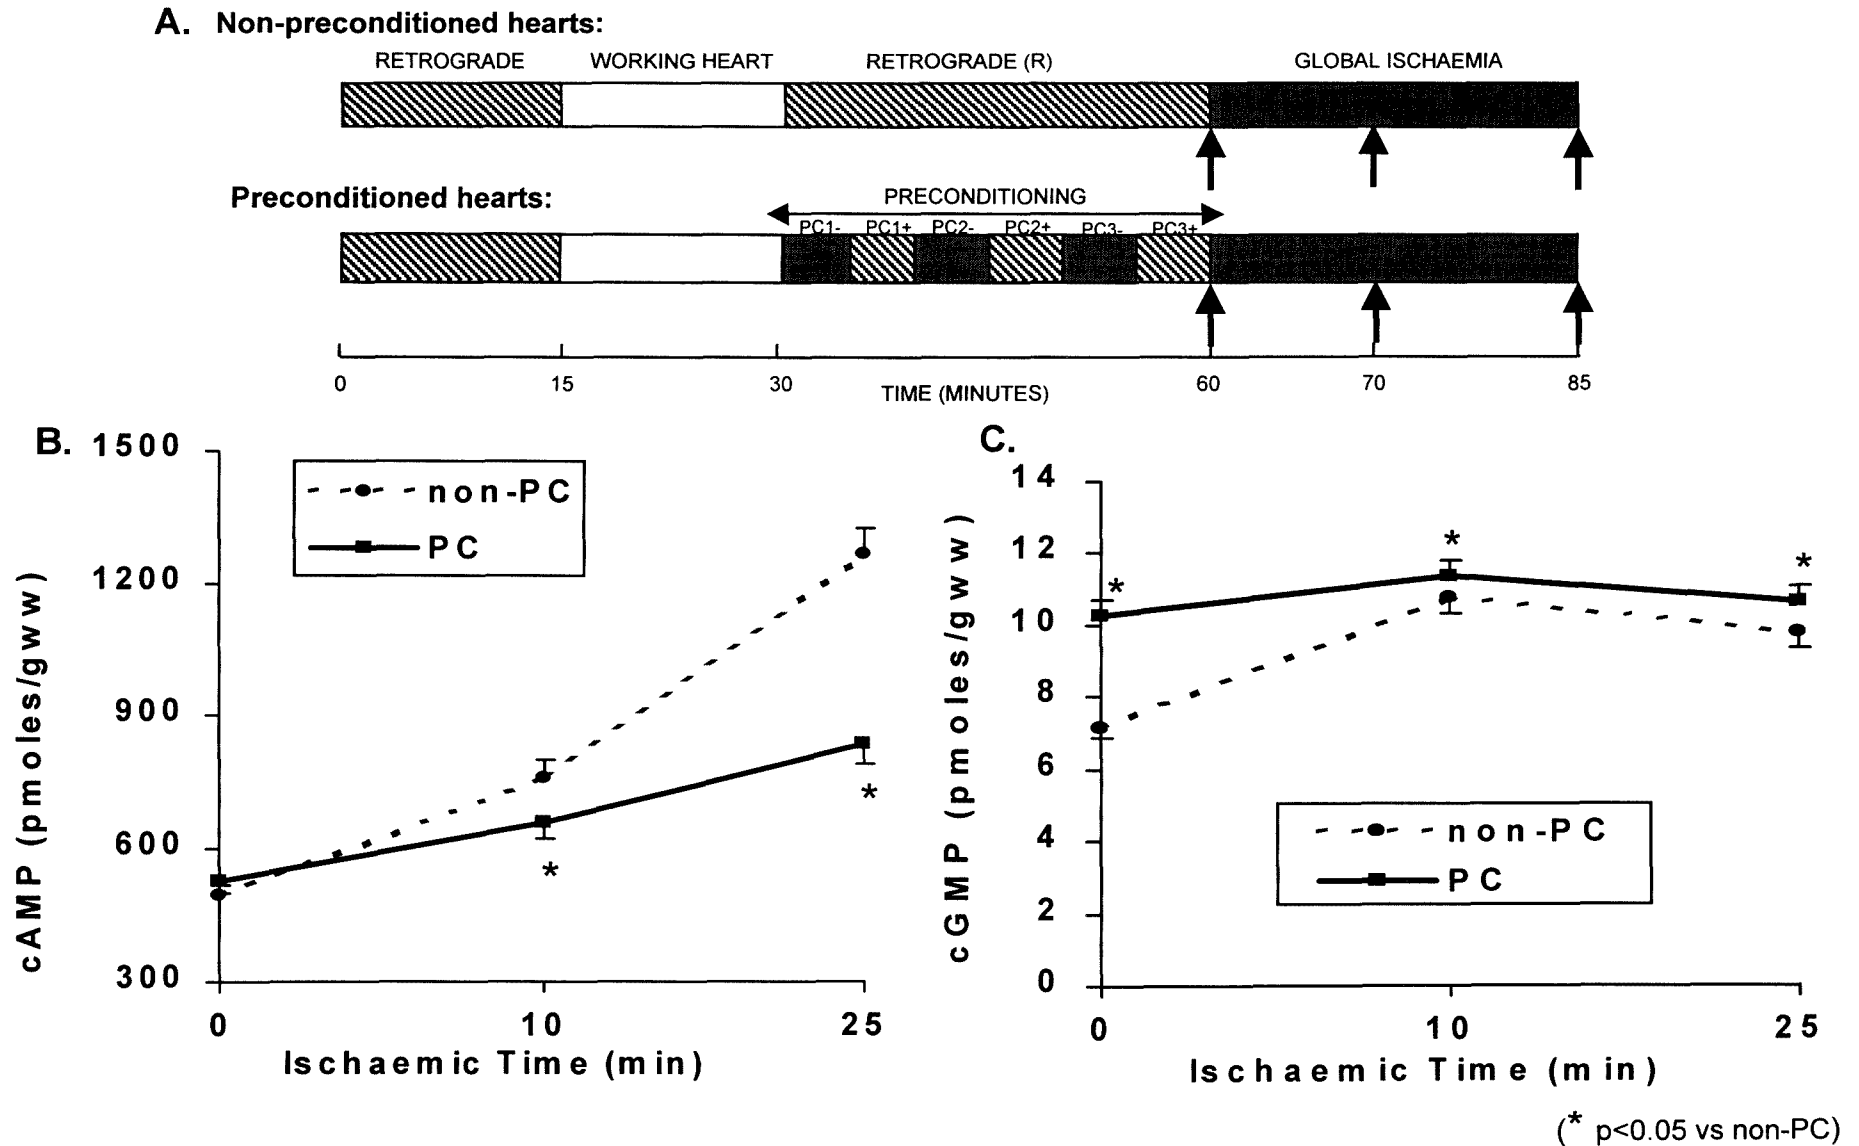 A. Non-preconditioned hearts:
RETROGRADE WORKING HEART RETROGRADE (R) GLOBAL ISCHAEMIA
Preconditioned hearts:
PRECONDITIONING
PC1- PC1+ PC2- PC2+ PC3- PC3+
0 15 30 60 70 85
TIME (MINUTES)
B.
1500
1200
900
600
300
cAMP (pmoles/gww)
non-PC
PC
*
*
0 10 25
Ischaemic Time (min)
C.
14
12
10
8
6
4
2
0
cGMP (pmoles/gww)
*
*
*
non-PC
PC
0 10 25
Ischaemic Time (min)
(* p<0.05 vs non-PC)